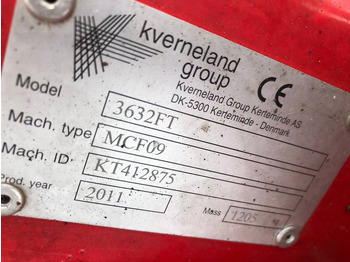 kverneland
group
CE
Kverneland Group Kerteminde AS
DK-5300 Kerteminde - Denmark
Model 3632FT
Mach. type MCF09
Mach. ID KT412875
Prod. year 2011
Mass 1205